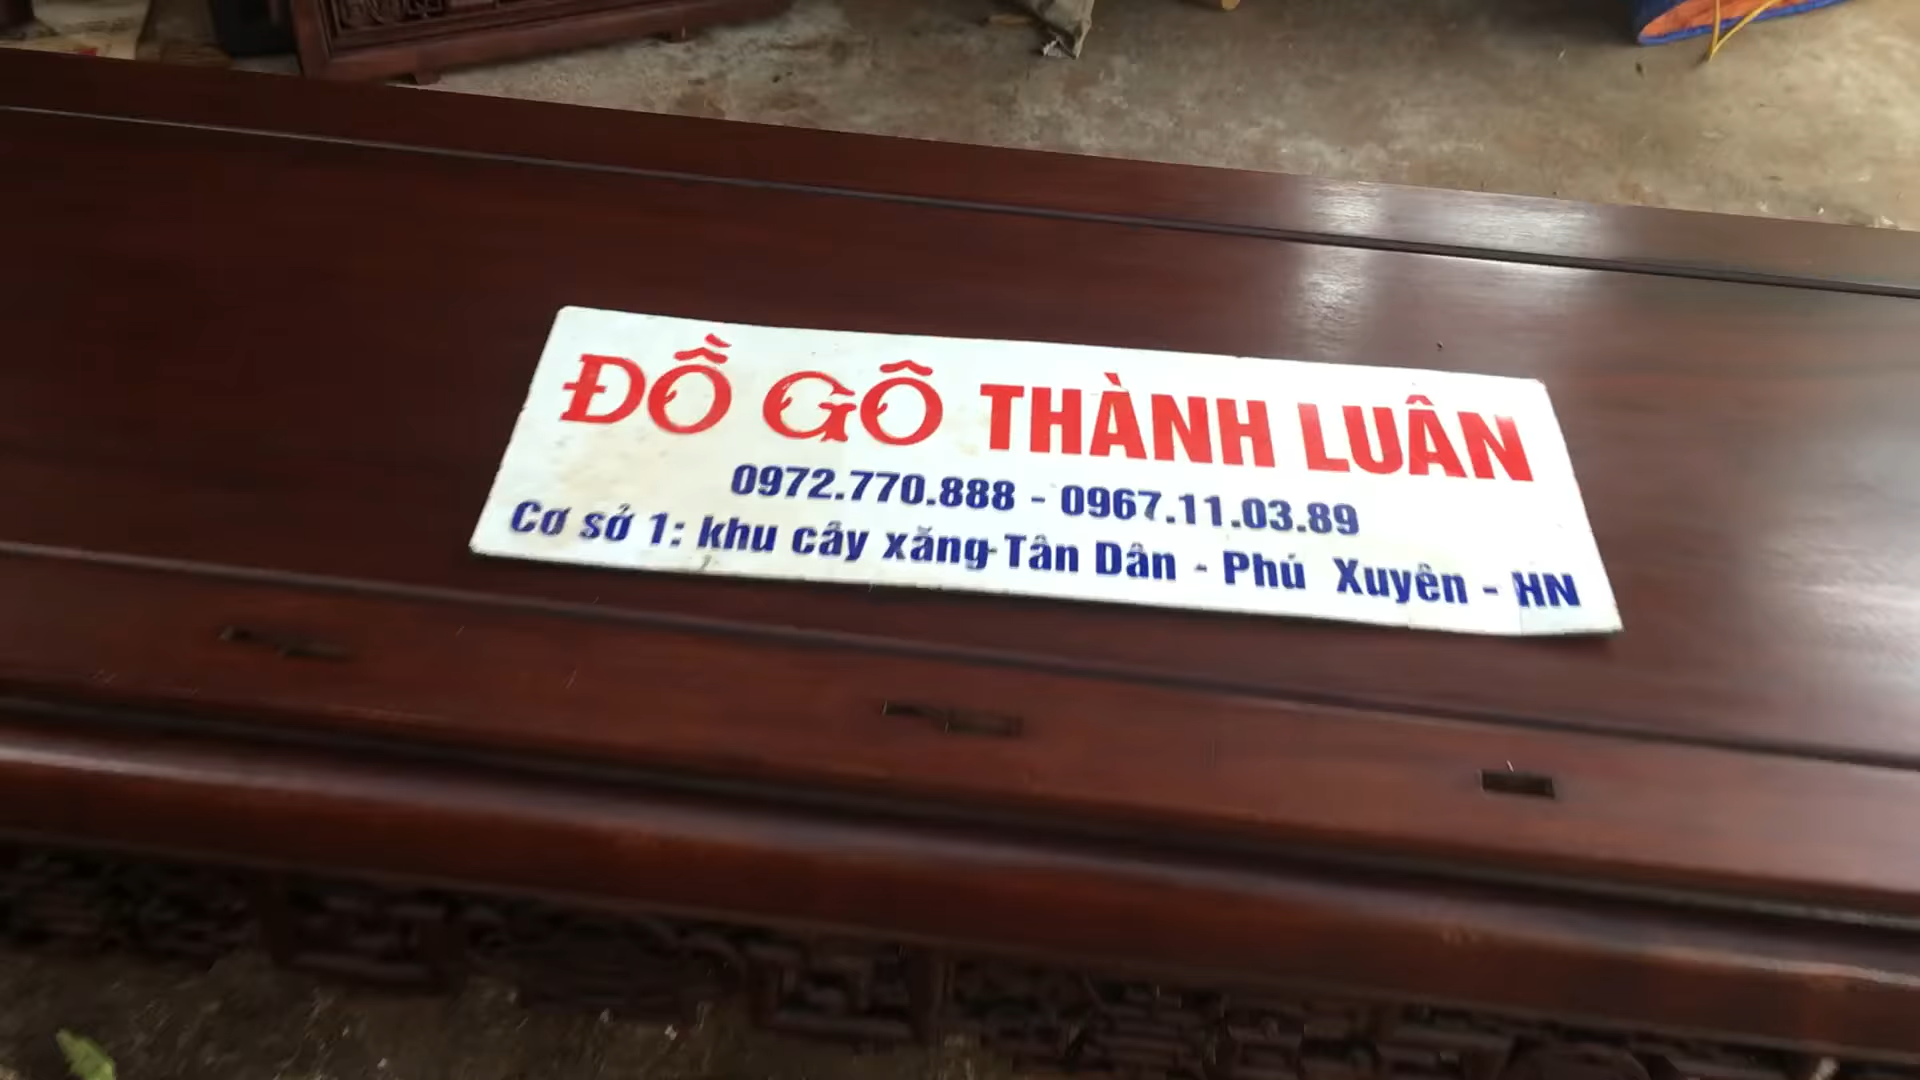 ĐỒ GÔ THÀNH LUÂN
0972.770.888 - 0967.11.03.89
Cơ sở 1: khu cây xăng Tân Dân - Phú Xuyên - HN